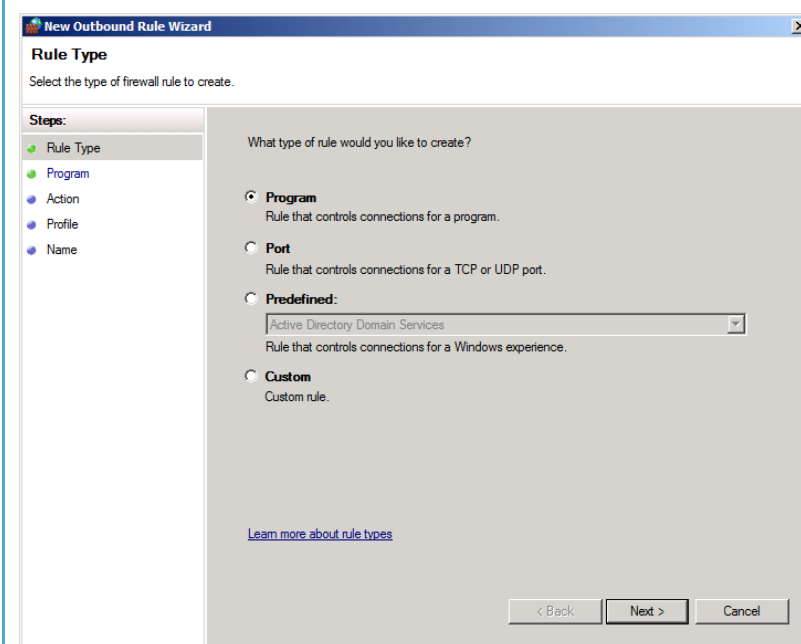 New Outbound Rule Wizard
Rule Type
Select the type of firewall rule to create.
Steps:
Rule Type
Program
Action
Profile
Name
What type of rule would you like to create?
Program
Rule that controls connections for a program.
Port
Rule that controls connections for a TCP or UDP port.
Predefined:
Active Directory Domain Services
Rule that controls connections for a Windows experience.
Custom
Custom rule.
Learn more about rule types
< Back Next > Cancel